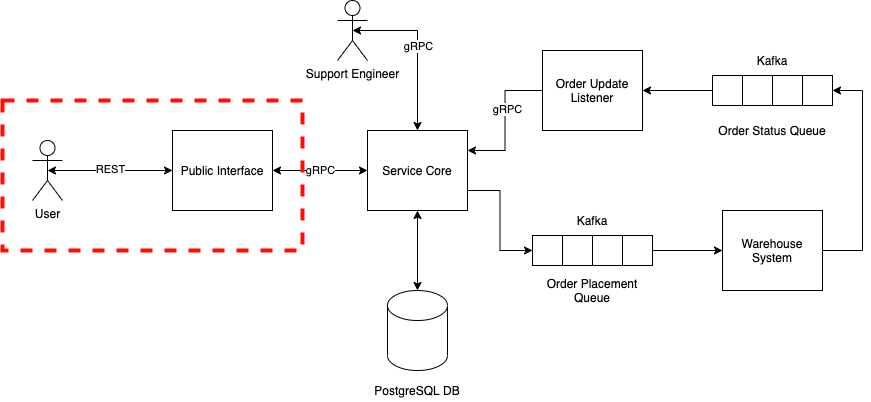 gRPC
Support Engineer
Kafka
Order Update
Listener
gRPC
Order Status Queue
REST
Public Interface
gRPC
Service Core
User
Kafka
Warehouse
System
Order Placement
Queue
PostgreSQL DB